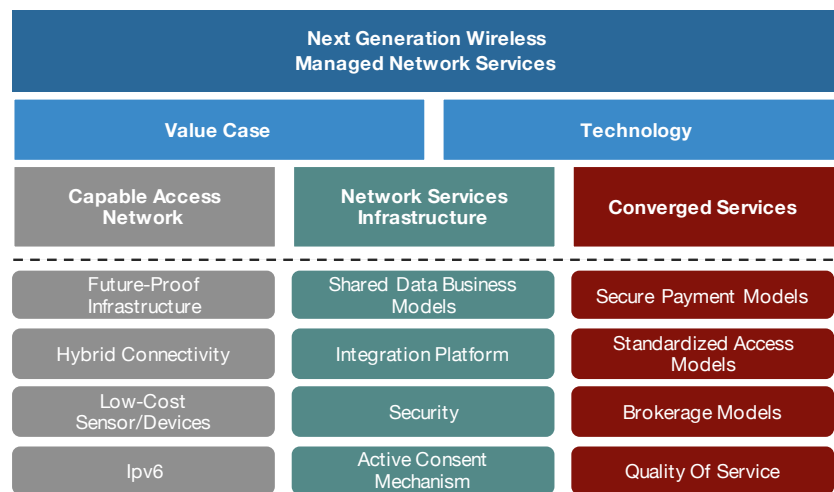 Next Generation Wireless
Managed Network Services
Value Case
Technology
Capable Access
Network
Network Services
Infrastructure
Converged Services
Future-Proof
Infrastructure
Shared Data Business
Models
Secure Payment Models
Hybrid Connectivity
Integration Platform
Standardized Access
Models
Low-Cost
Sensor/Devices
Security
Brokerage Models
Ipv6
Active Consent
Mechanism
Quality Of Service